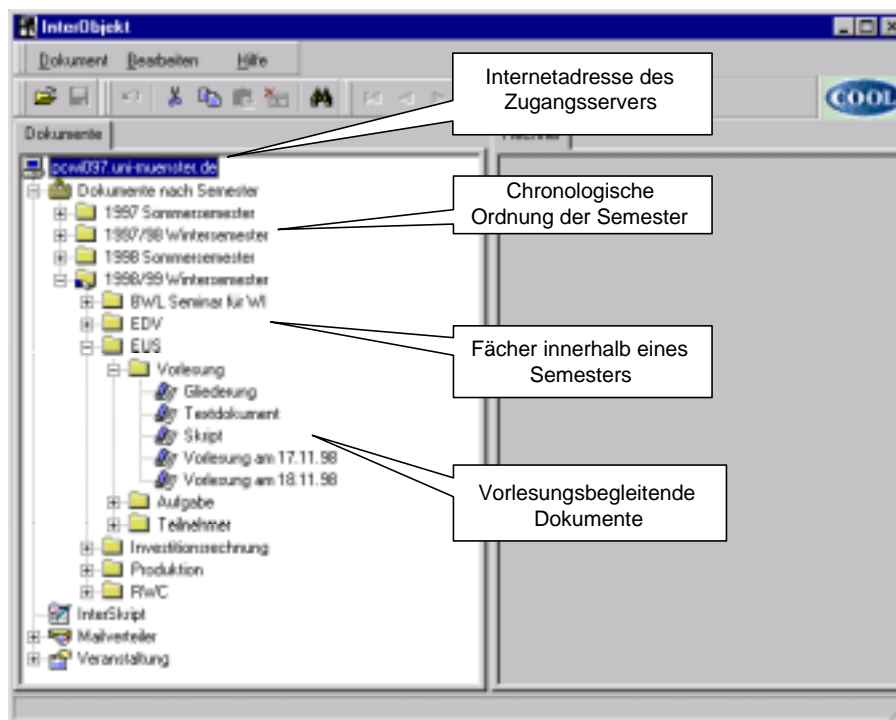 InterObjekt
Dokument Bearbeiten Hilfe
Internetadresse des
Zugangsservers
COOL
Dokumente
pcwi097.uni-muenster.de
Dokumente nach Semester
1997 Sommersemester
1997/98 Wintersemester
1998 Sommersemester
1998/99 Wintersemester
BWL Seminar für WI
EDV
EUS
Vorlesung
Gliederung
Textdokument
Skript
Vorlesung am 17.11.98
Vorlesung am 18.11.98
Aufgabe
Teilnehmer
Investitionsrechnung
Produktion
RWC
InterSkript
Mailverteiler
Veranstaltung
Chronologische
Ordnung der Semester
Fächer innerhalb eines
Semesters
Vorlesungsbegleitende
Dokumente